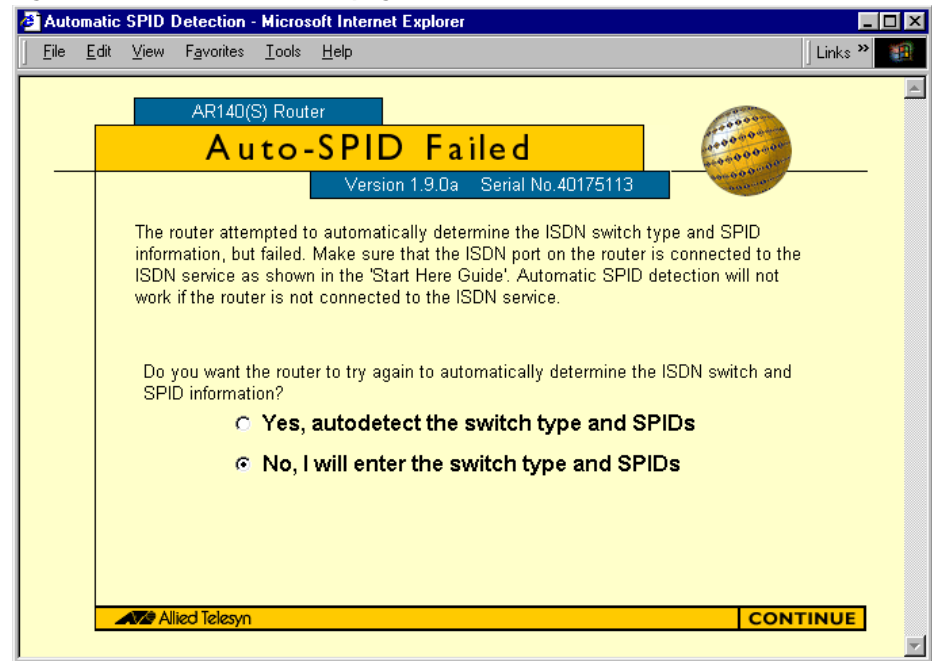 Automatic SPID Detection - Microsoft Internet Explorer
File Edit View Favorites Tools Help Links »
AR140(S) Router
Auto-SPID Failed
Version 1.9.0a Serial No.40175113
The router attempted to automatically determine the ISDN switch type and SPID
information, but failed. Make sure that the ISDN port on the router is connected to the
ISDN service as shown in the 'Start Here Guide'. Automatic SPID detection will not
work if the router is not connected to the ISDN service.
Do you want the router to try again to automatically determine the ISDN switch and
SPID information?
Yes, autodetect the switch type and SPIDs
No, I will enter the switch type and SPIDs
Allied Telesyn
CONTINUE